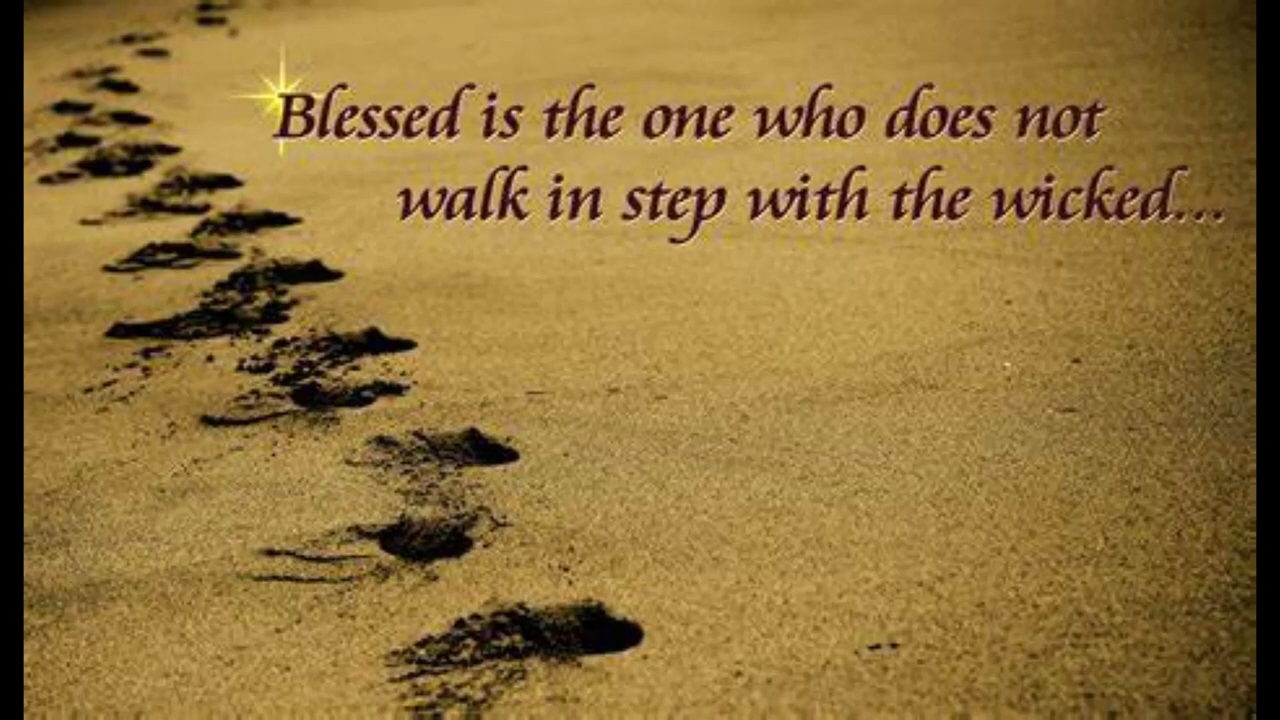 Blessed is the one who does not
walk in step with the wicked...